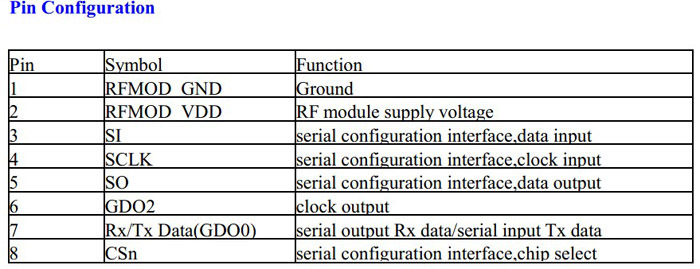 Pin Configuration
Pin Symbol Function
1 RFMOD_GND Ground
2 RFMOD_VDD RF module supply voltage
3 SI serial configuration interface,data input
4 SCLK serial configuration interface,clock input
5 SO serial configuration interface,data output
6 GDO2 clock output
7 Rx/Tx Data(GDO0) serial output Rx data/serial input Tx data
8 CSn serial configuration interface,chip select